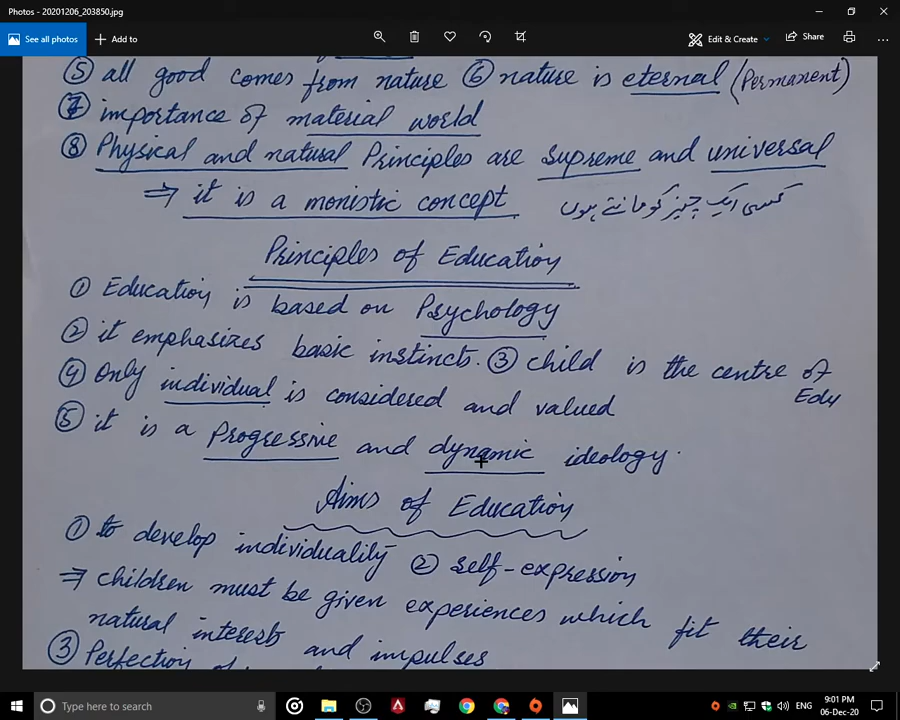 Photos - 20201206_203850.jpg
See all photos
Add to
Edit & Create
Share
⑤ all good comes from nature ⑥ nature is eternal (Permanent)
⑦ importance of material world
⑧ Physical and natural Principles are Supreme and universal
⇒ it is a monistic concept کسی ایک چیز کو مانتے ہوں
Principles of Education
① Education is based on Psychology
② it emphasizes basic instincts. ③ child is the centre of Edu
④ Only individual is considered and valued
⑤ it is a Progressive and dynamic ideology.
Aims of Education
① to develop individuality ② self-expression
⇒ children must be given experiences which fit their
natural interests and impulses
③ Perfection of
Type here to search
9:01 PM
06-Dec-20